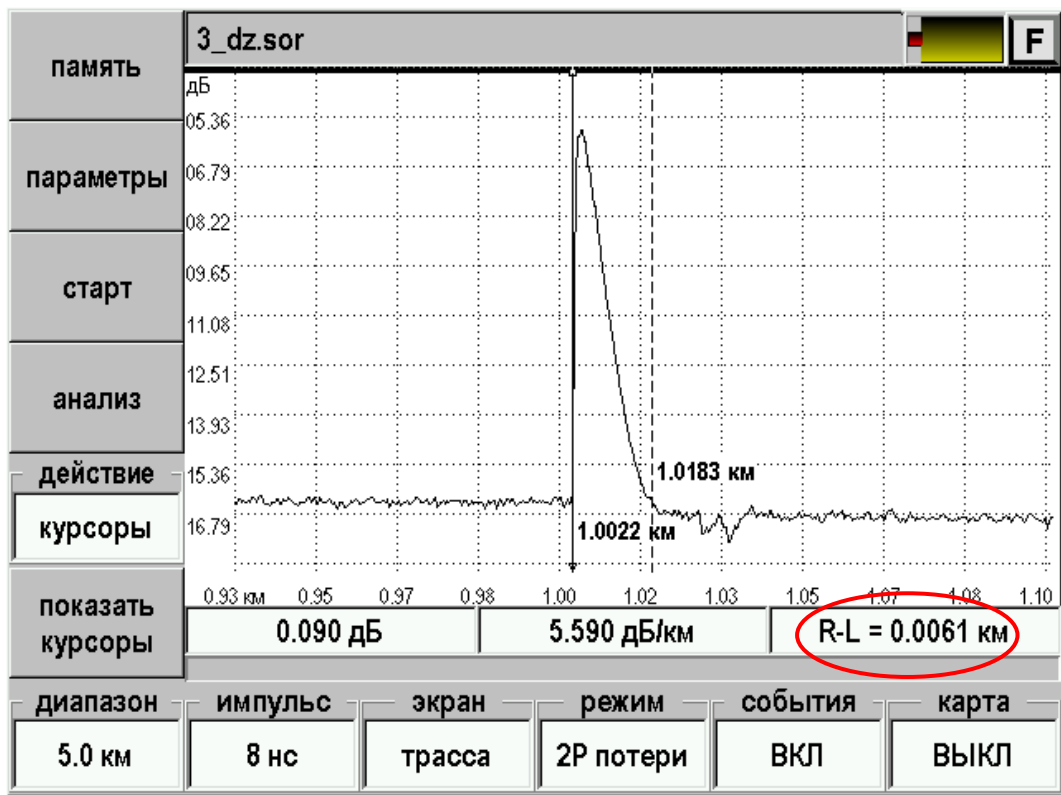 3_dz.sor
F
память
параметры
старт
анализ
действие
курсоры
показать
курсоры
дБ
05.36
06.79
08.22
09.65
11.08
12.51
13.93
15.36
16.79
1.0183 км
1.0022 км
0.93 км 0.95 0.97 0.98 1.00 1.02 1.03 1.05 1.07 1.08 1.10
0.090 дБ 5.590 дБ/км R-L = 0.0061 км
диапазон импульс экран режим события карта
5.0 км 8 нс трасса 2Р потери ВКЛ ВЫКЛ